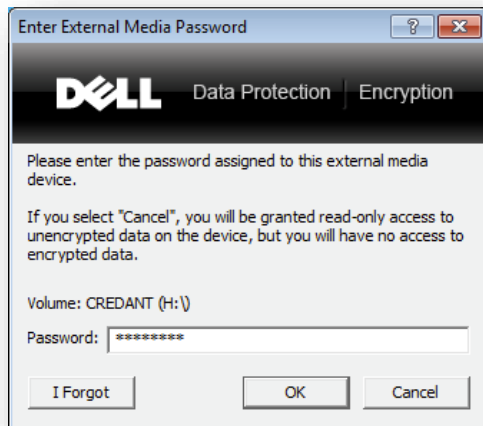 Enter External Media Password
DELL Data Protection | Encryption
Please enter the password assigned to this external media
device.
If you select "Cancel", you will be granted read-only access to
unencrypted data on the device, but you will have no access to
encrypted data.
Volume: CREDANT (H:\)
Password: ********
I Forgot OK Cancel